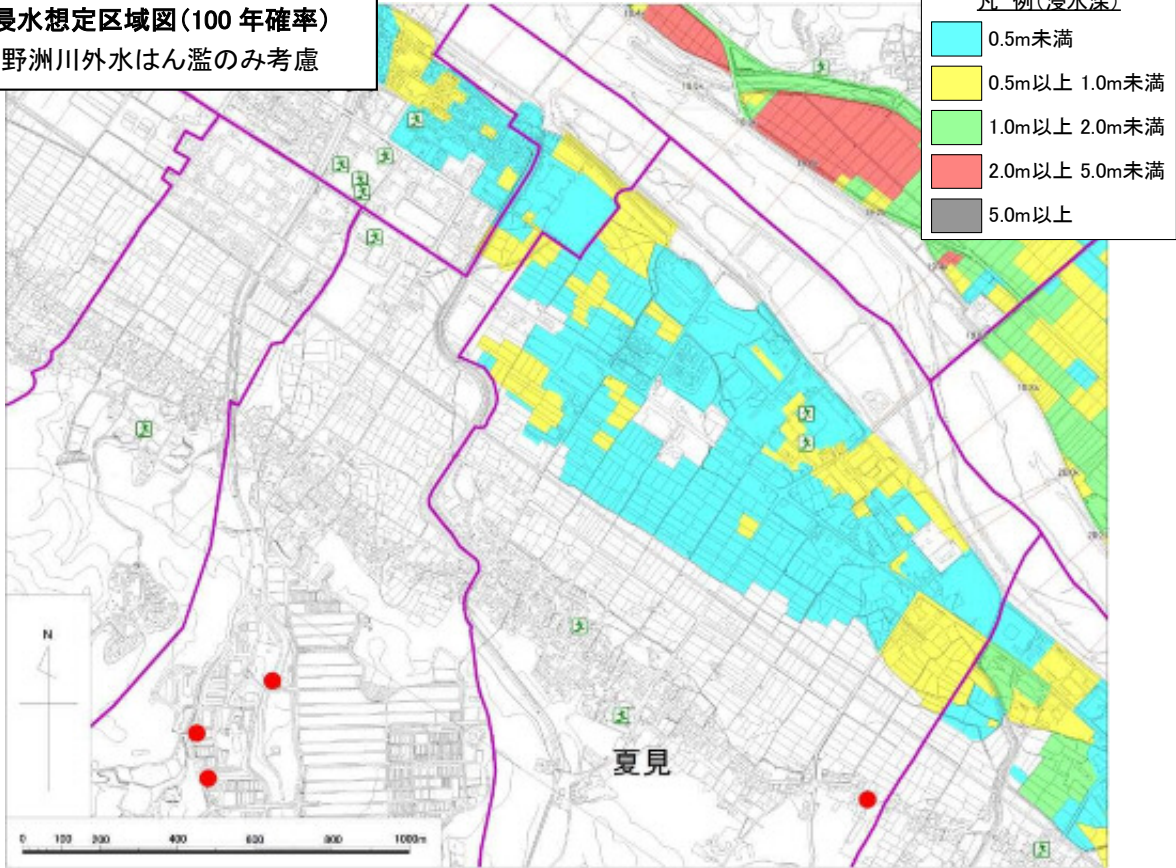 浸水想定区域図(100 年確率)
野洲川外水はん濫のみ考慮
凡 例(浸水深)
0.5m未満
0.5m以上 1.0m未満
1.0m以上 2.0m未満
2.0m以上 5.0m未満
5.0m以上
夏見
N
0 100 200 400 600 800 1000m